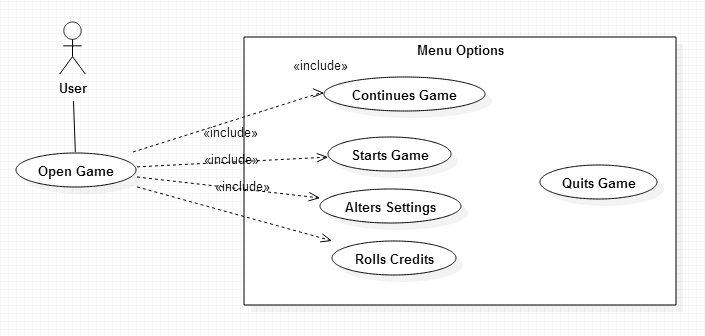 Menu Options
«include»
User
Continues Game
«include»
Starts Game
«include»
Open Game
Quits Game
«include»
Alters Settings
Rolls Credits